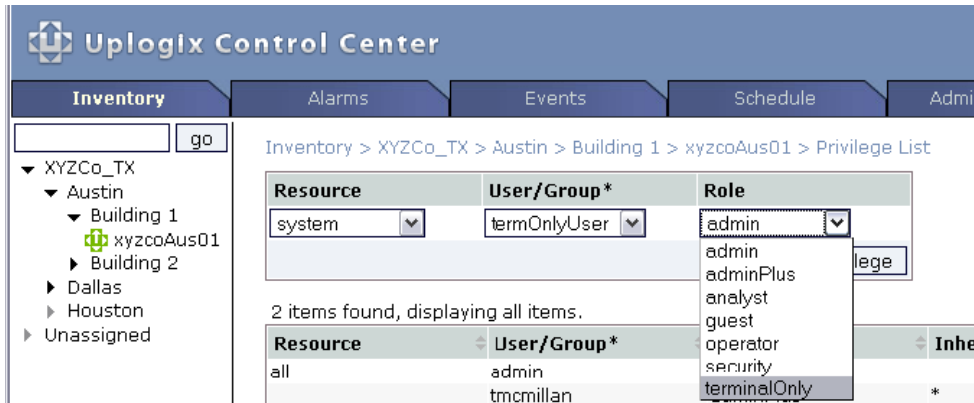 Uplogix Control Center
Inventory Alarms Events Schedule Admi
go
Inventory > XYZCo_TX > Austin > Building 1 > xyzcoAus01 > Privilege List
XYZCo_TX
Austin
Building 1
xyzcoAus01
Building 2
Dallas
Houston
Unassigned
Resource User/Group* Role
system termOnlyUser admin
admin
adminPlus
analyst
guest
operator
security
terminalOnly
lege
2 items found, displaying all items.
Resource User/Group* Inhe
all admin
tmcmillan *